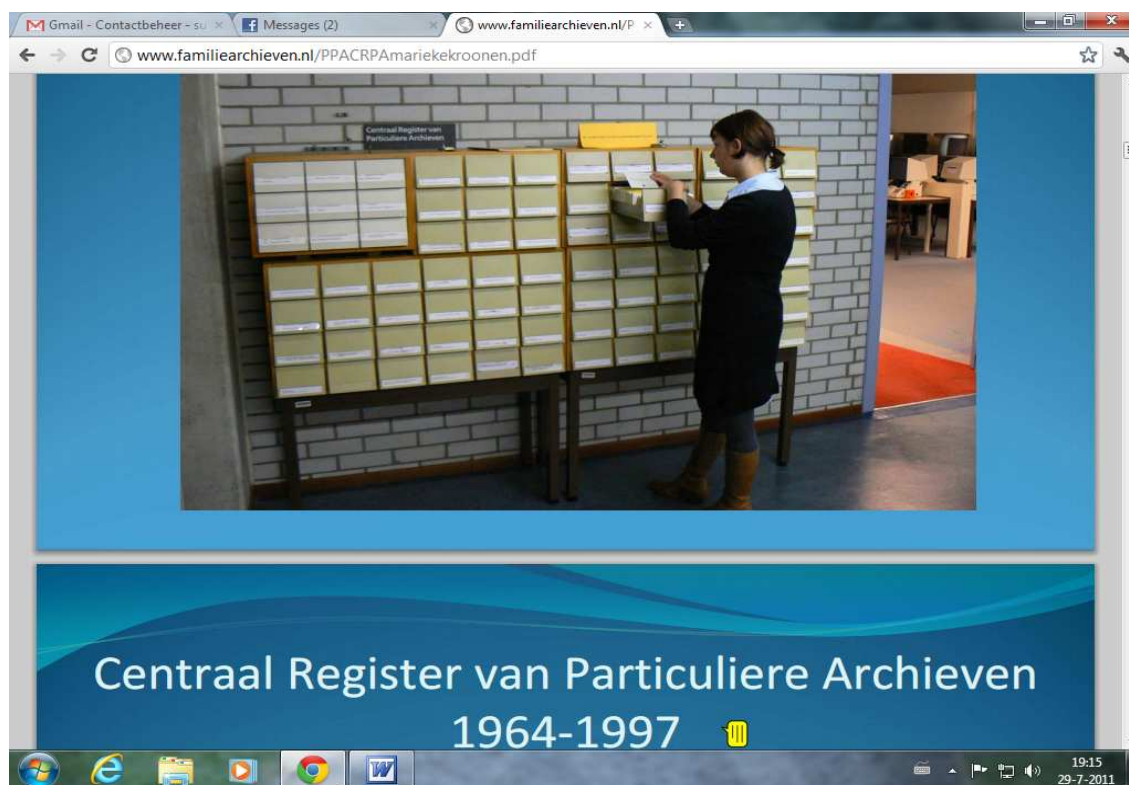 Gmail - Contactbeheer - su
Messages (2)
www.familiearchieven.nl/P
www.familiearchieven.nl/PPACRPAmariekekroonen.pdf
Centraal Register van
Particuliere Archieven
Centraal Register van Particuliere Archieven
1964-1997
19:15
29-7-2011